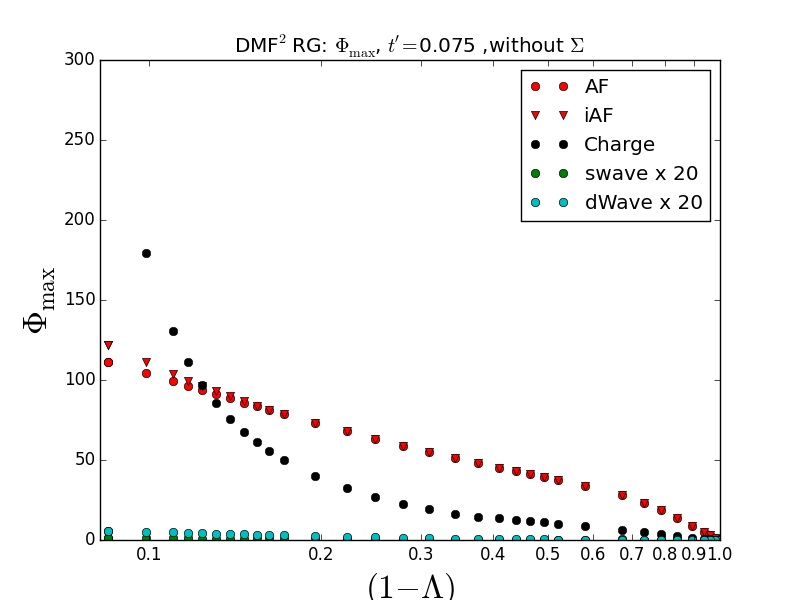 DMF² RG: Φmax, t′=0.075 ,without Σ
300
250
200
150
100
50
0
Φmax
AF
iAF
Charge
swave x 20
dWave x 20
0.1 0.2 0.3 0.4 0.5 0.6 0.7 0.8 0.9 1.0
(1−Λ)